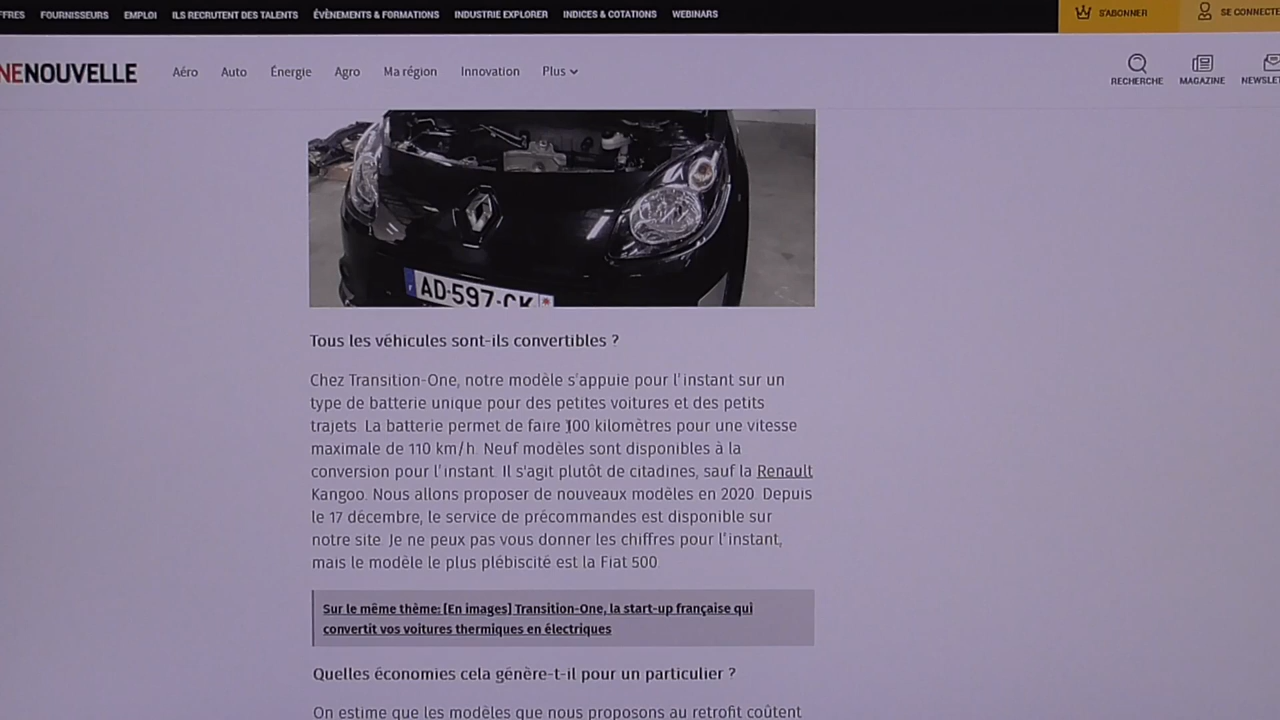 FRES FOURNISSEURS EMPLOI ILS RECRUTENT DES TALENTS ÉVÈNEMENTS & FORMATIONS INDUSTRIE EXPLORER INDICES & COTATIONS WEBINARS S'ABONNER SE CONNECTE
NENOUVELLE Aéro Auto Énergie Agro Ma région Innovation Plus RECHERCHE MAGAZINE NEWSLET
AD-597-CK
Tous les véhicules sont-ils convertibles ?
Chez Transition-One, notre modèle s'appuie pour l'instant sur un
type de batterie unique pour des petites voitures et des petits
trajets. La batterie permet de faire 100 kilomètres pour une vitesse
maximale de 110 km/h. Neuf modèles sont disponibles à la
conversion pour l'instant. Il s'agit plutôt de citadines, sauf la Renault
Kangoo. Nous allons proposer de nouveaux modèles en 2020. Depuis
le 17 décembre, le service de précommandes est disponible sur
notre site. Je ne peux pas vous donner les chiffres pour l'instant,
mais le modèle le plus plébiscité est la Fiat 500.
Sur le même thème: [En images] Transition-One, la start-up française qui
convertit vos voitures thermiques en électriques
Quelles économies cela génère-t-il pour un particulier ?
On estime que les modèles que nous proposons au retrofit coûtent